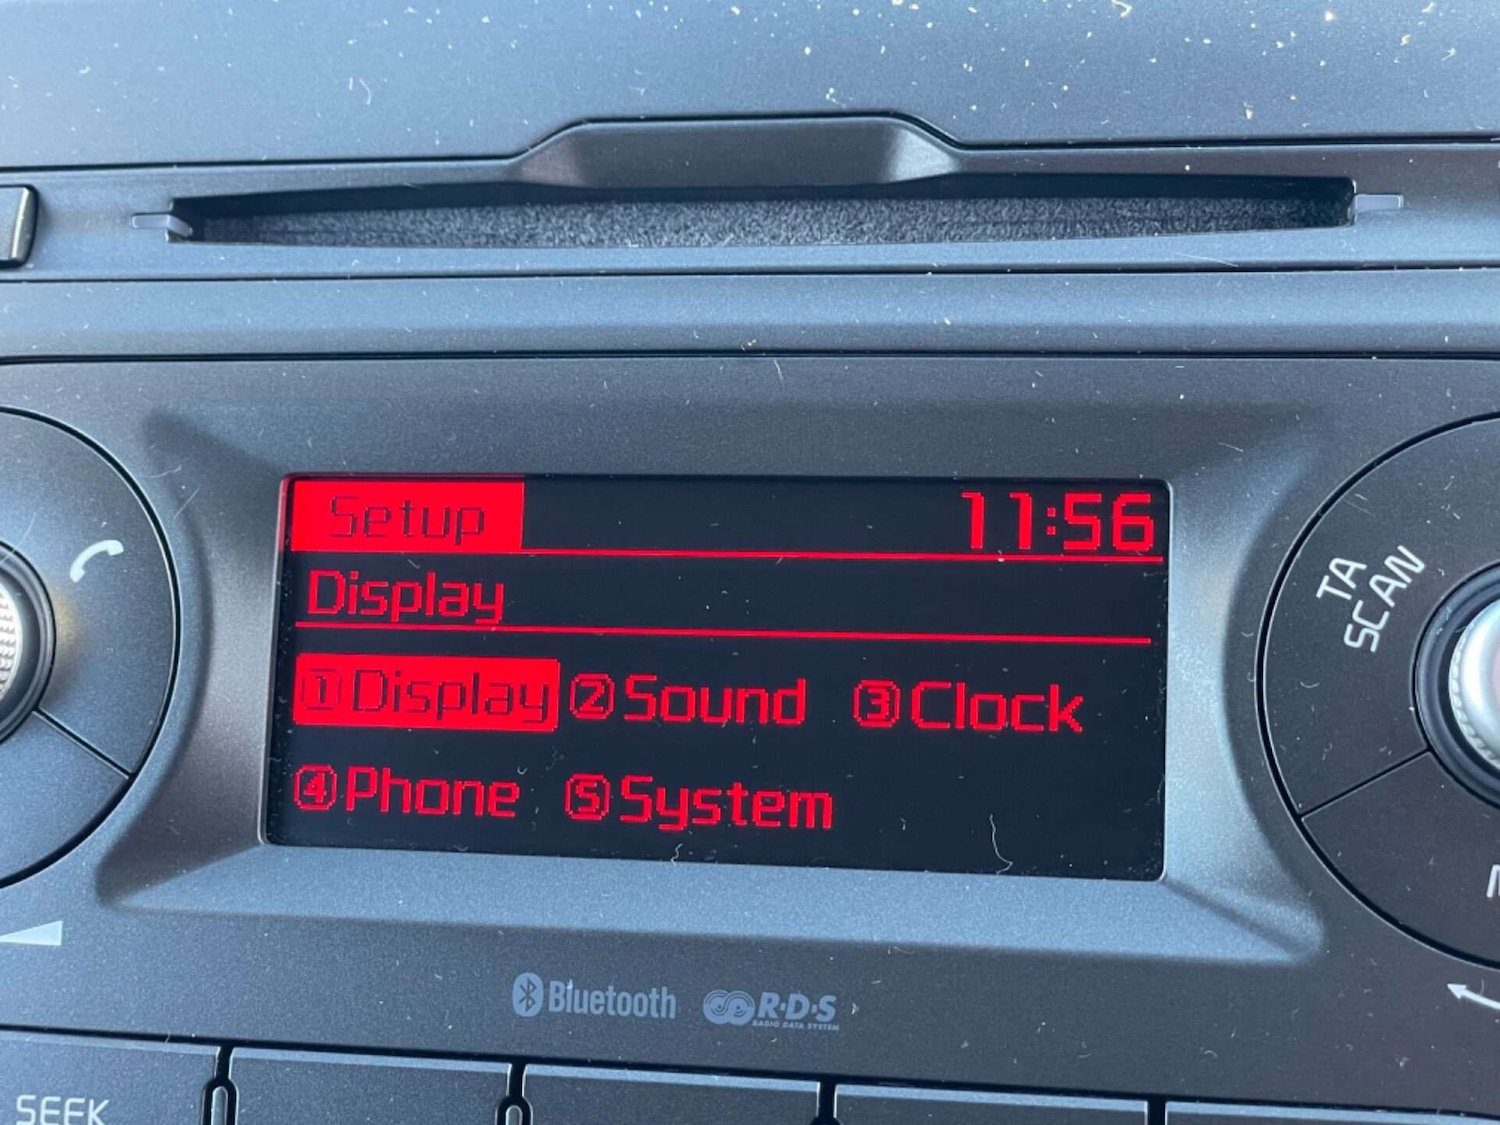 Setup 11:56
Display
①Display ②Sound ③Clock
④Phone ⑤System
TA
SCAN
Bluetooth
R·D·S
RADIO DATA SYSTEM
SEEK